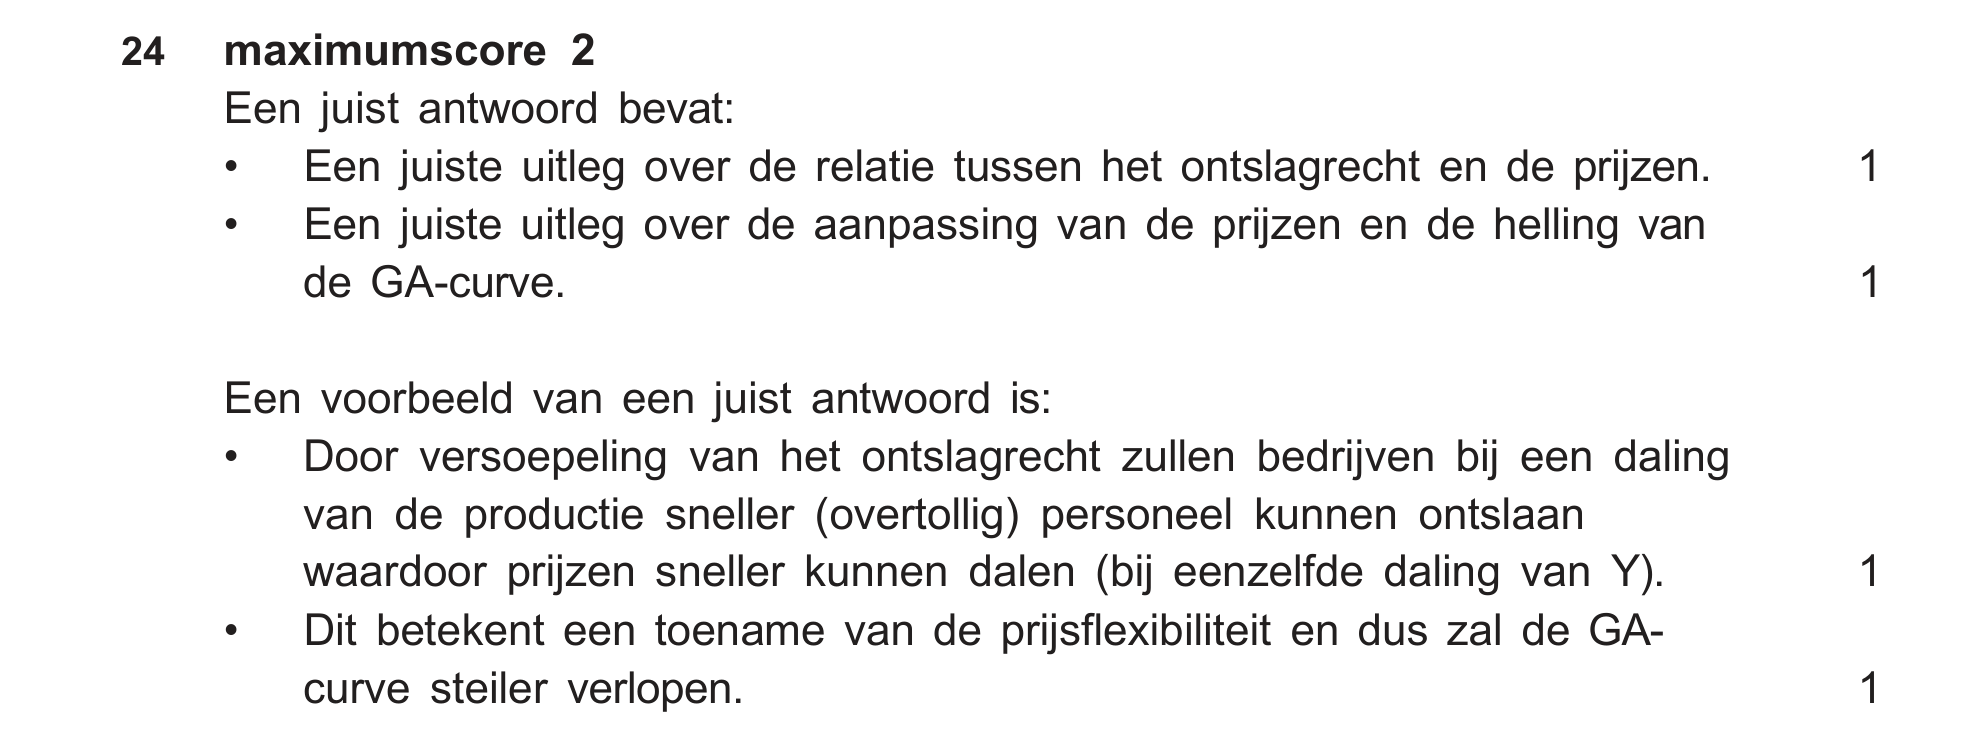 24 maximumscore 2
Een juist antwoord bevat:
• Een juiste uitleg over de relatie tussen het ontslagrecht en de prijzen. 1
• Een juiste uitleg over de aanpassing van de prijzen en de helling van
de GA-curve. 1
Een voorbeeld van een juist antwoord is:
• Door versoepeling van het ontslagrecht zullen bedrijven bij een daling
van de productie sneller (overtollig) personeel kunnen ontslaan
waardoor prijzen sneller kunnen dalen (bij eenzelfde daling van Y). 1
• Dit betekent een toename van de prijsflexibiliteit en dus zal de GA-
curve steiler verlopen. 1